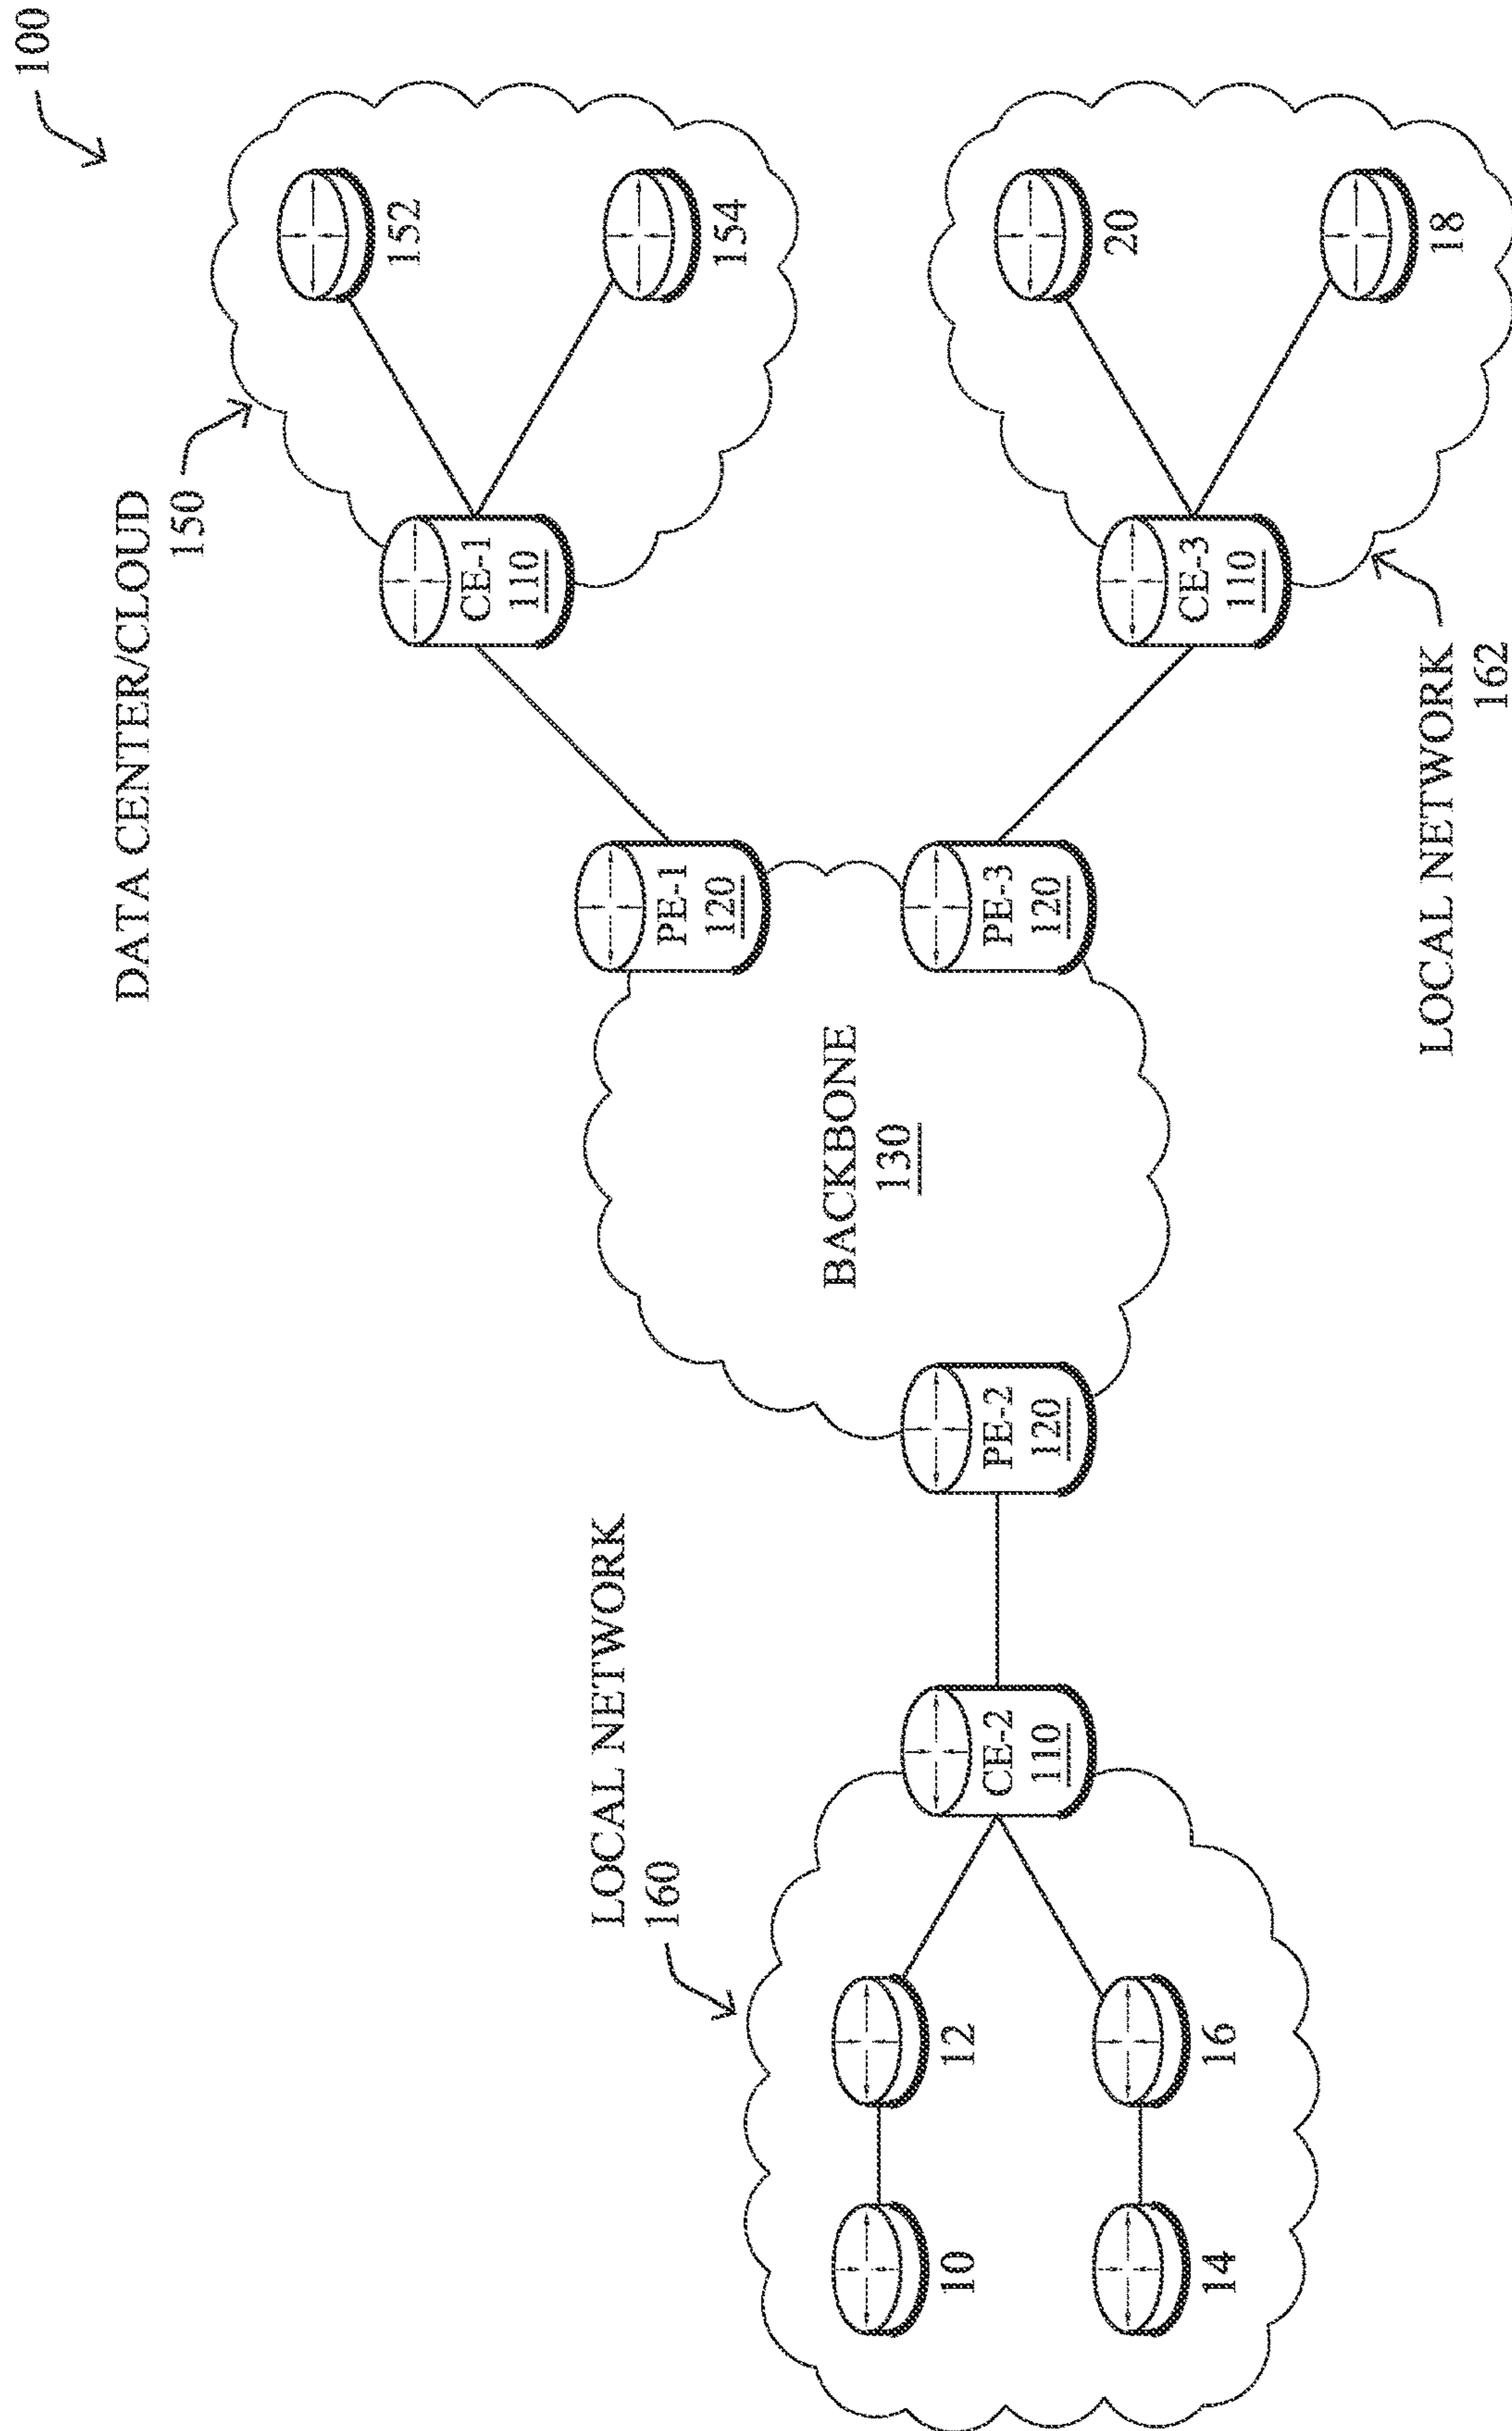 100
DATA CENTER/CLOUD
150
152
154
CE-1
110
PE-1
120
LOCAL NETWORK
160
BACKBONE
130
10
12
CE-2
110
PE-2
120
PE-3
120
20
14
16
CE-3
110
18
LOCAL NETWORK
162